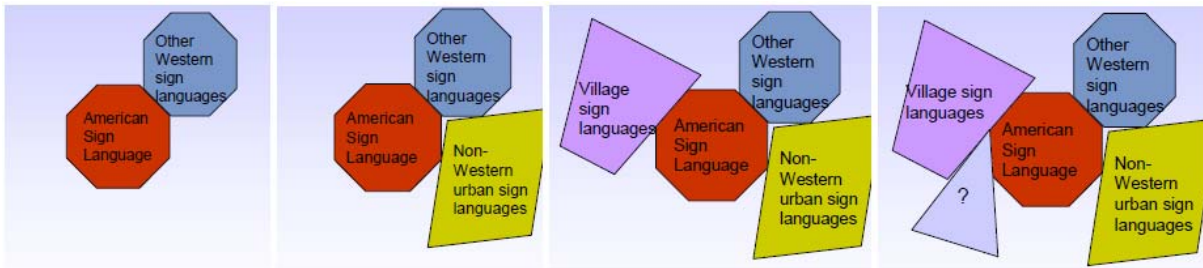 Other
Western
sign
languages
American
Sign
Language
Other
Western
sign
languages
American
Sign
Language
Non-
Western
urban sign
languages
Other
Western
sign
languages
Village
sign
languages
American
Sign
Language
Non-
Western
urban sign
languages
Other
Western
sign
languages
Village sign
languages
American
Sign
Language
Non-
Western
urban sign
languages
?